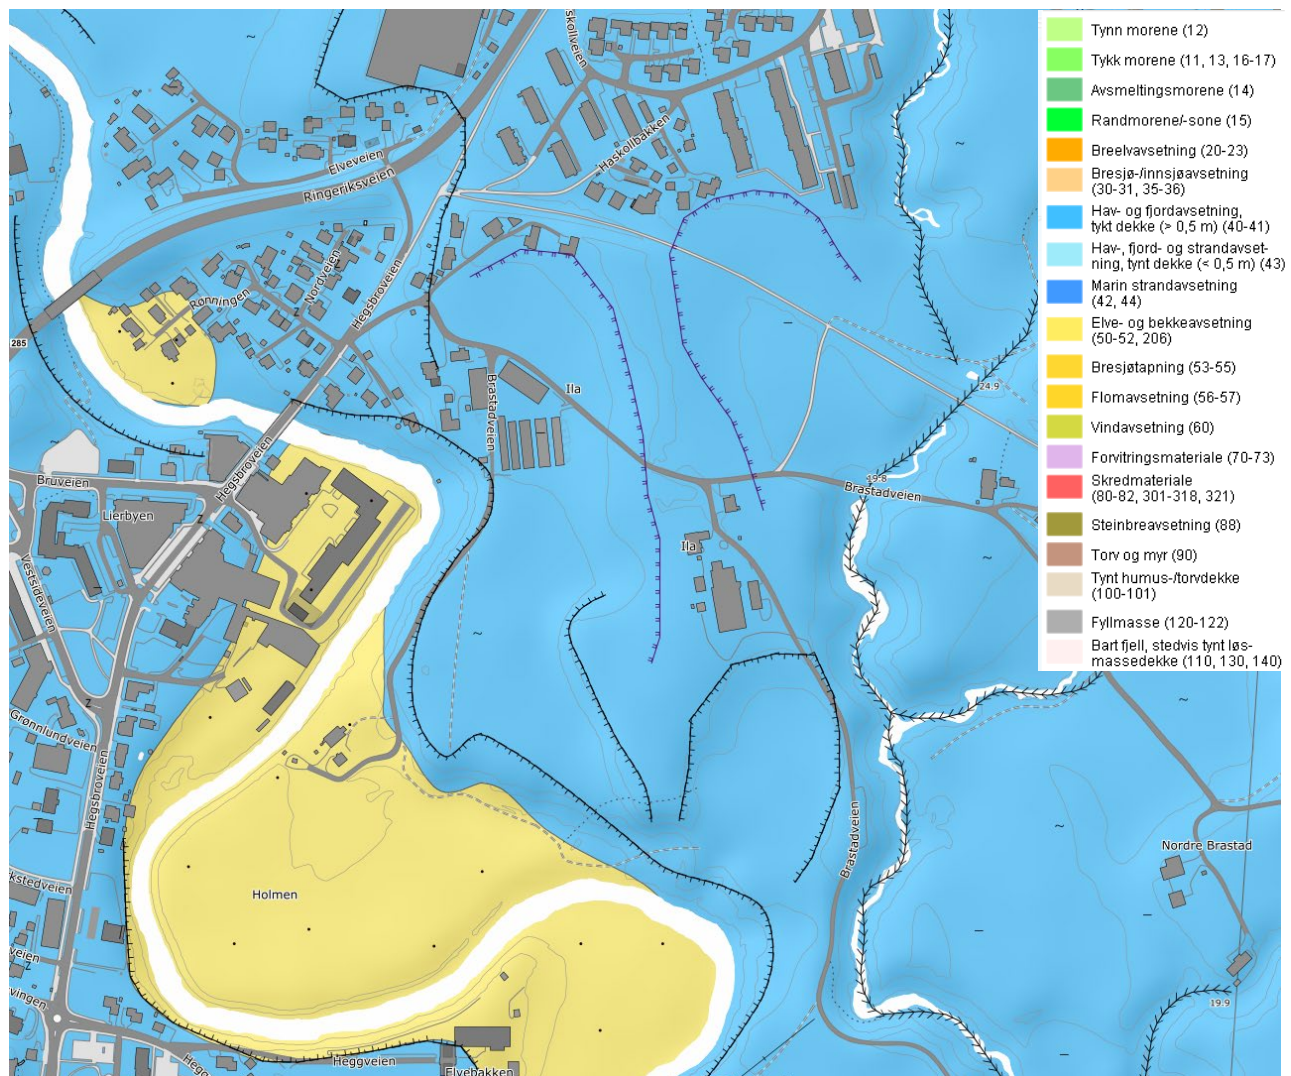 Haskollbakken
Elveveien
Ringeriksveien
Nordveien
Rønningen
Hegsbroveien
285
24.9
Ila
Brastadveien
Hegsbroveien
Bruveien
Lierbyen
19.8
Brastadveien
Ila
Vestsideveien
Grønnlundveien
Hegsbroveien
Brastadveien
Nordre Brastad
Holmen
19.9
Heggveien
Elvebakken
Tynn morene (12)
Tykk morene (11, 13, 16-17)
Avsmeltingsmorene (14)
Randmorene/-sone (15)
Breelvavsetning (20-23)
Bresjø-/innsjøavsetning
(30-31, 35-36)
Hav- og fjordavsetning,
tykt dekke (> 0,5 m) (40-41)
Hav-, fjord- og strandavset-
ning, tynt dekke (< 0,5 m) (43)
Marin strandavsetning
(42, 44)
Elve- og bekkeavsetning
(50-52, 206)
Bresjøtapning (53-55)
Flomavsetning (56-57)
Vindavsetning (60)
Forvitringsmateriale (70-73)
Skredmateriale
(80-82, 301-318, 321)
Steinbreavsetning (88)
Torv og myr (90)
Tynt humus-/torvdekke
(100-101)
Fyllmasse (120-122)
Bart fjell, stedvis tynt løs-
massedekke (110, 130, 140)